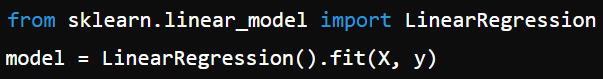 from sklearn.linear_model import LinearRegression
model = LinearRegression().fit(X, y)